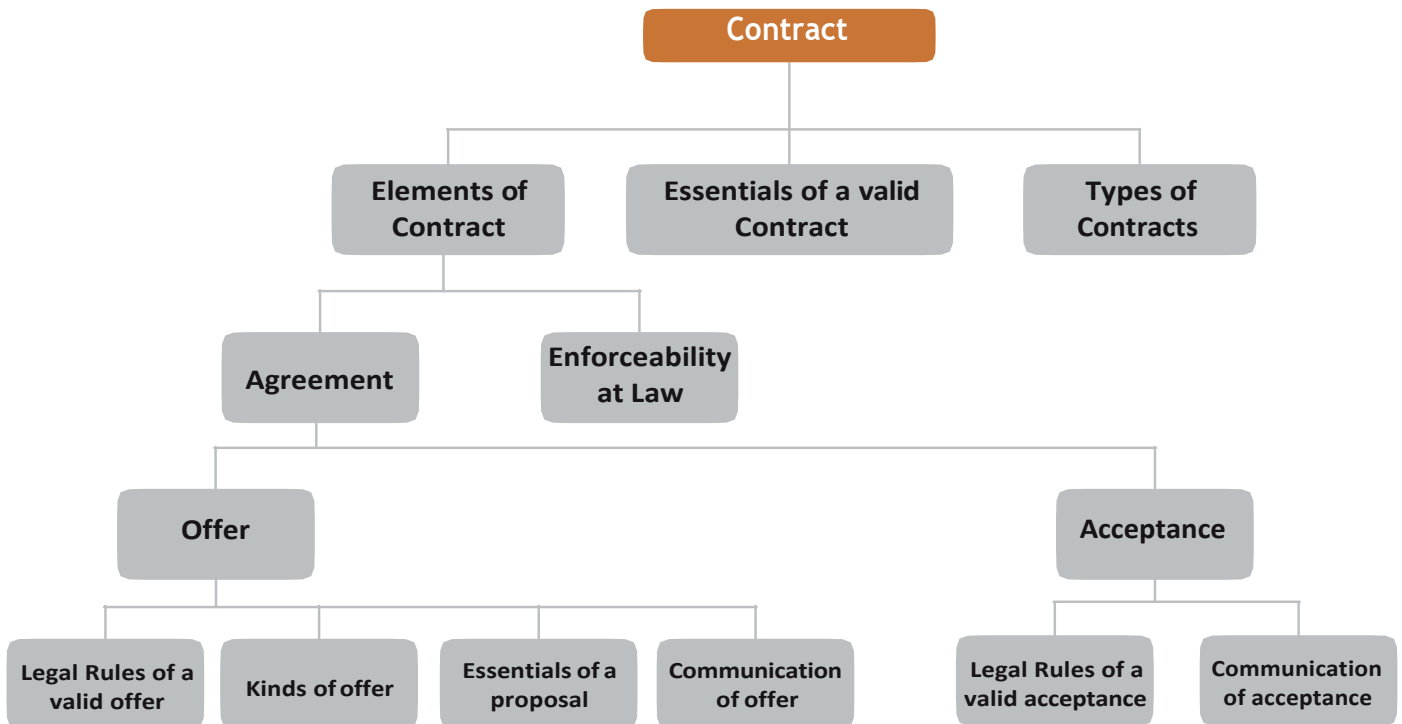 Contract
Elements of
Contract
Essentials of a valid
Contract
Types of
Contracts
Agreement
Enforceability
at Law
Offer
Acceptance
Legal Rules of a
valid offer
Kinds of offer
Essentials of a
proposal
Communication
of offer
Legal Rules of a
valid acceptance
Communication
of acceptance